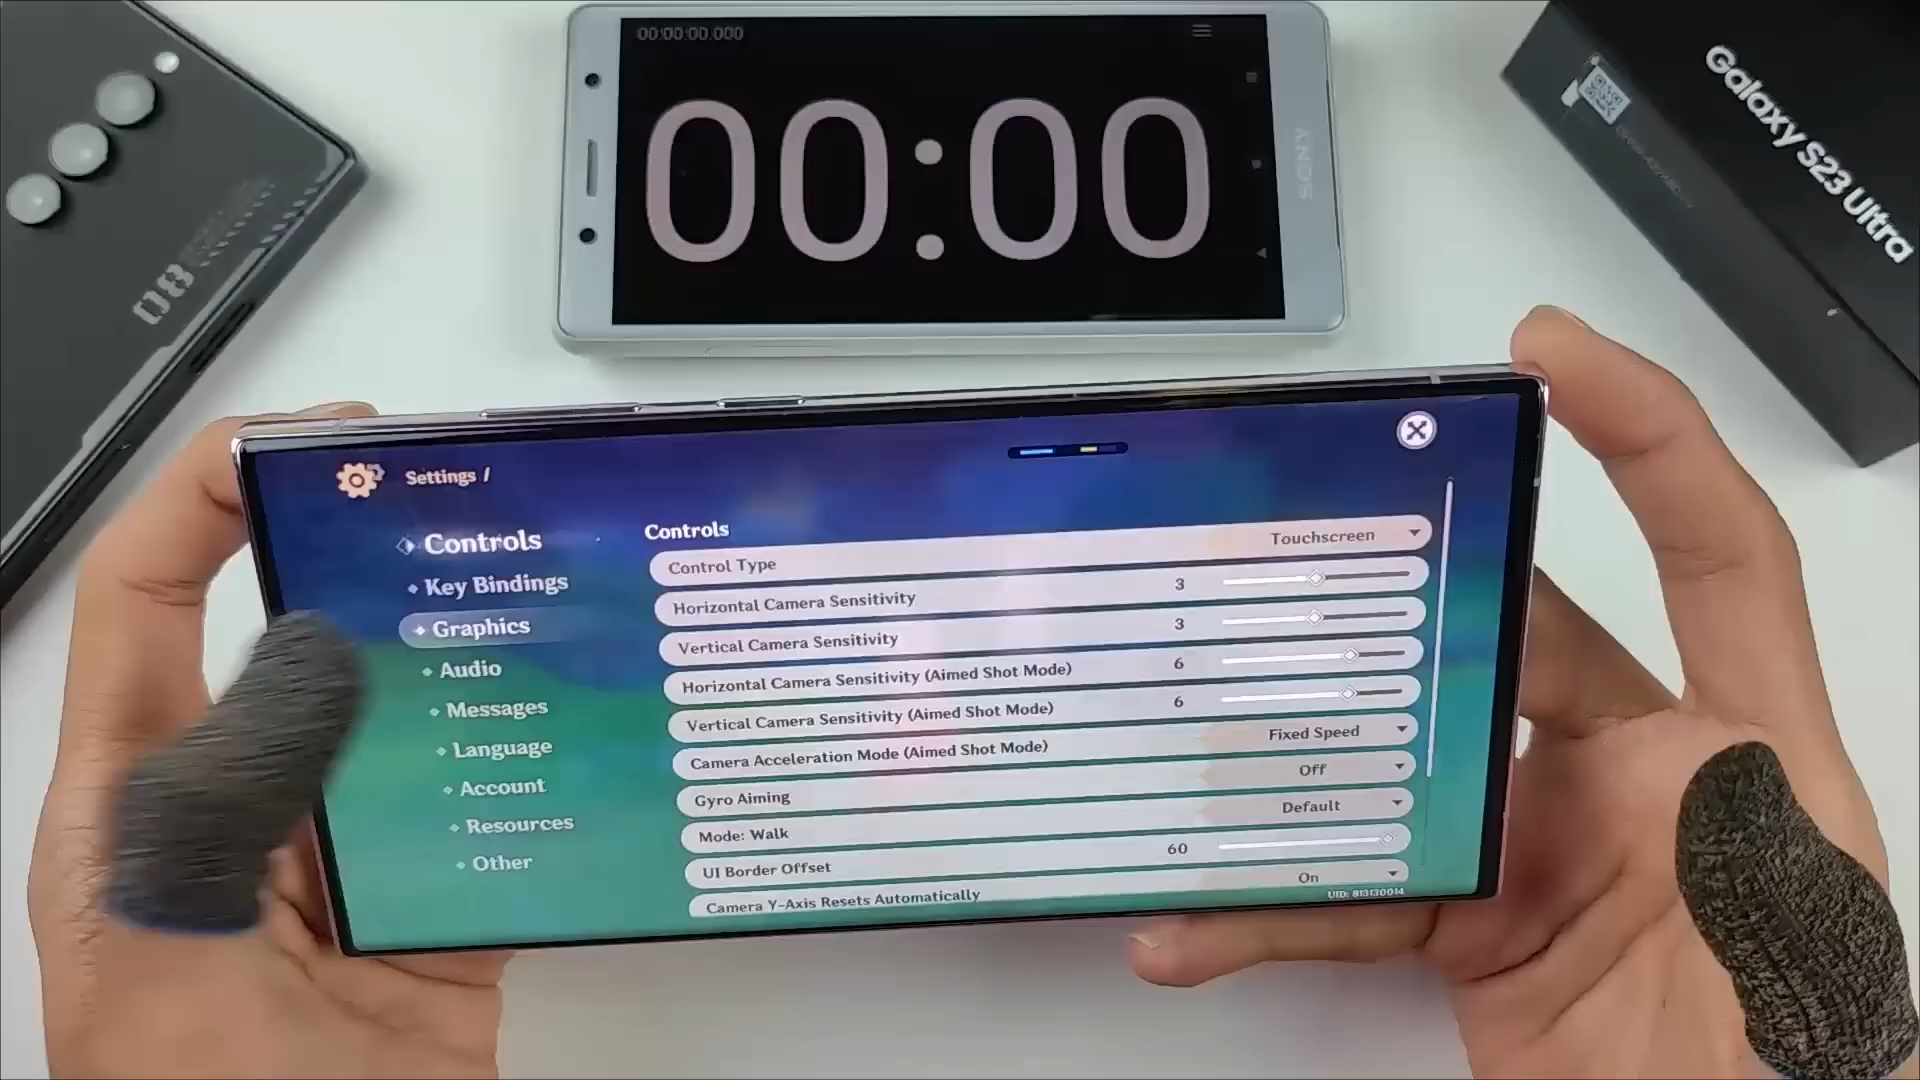 00:00:00.000
00:00
SONY
Galaxy S23 Ultra
08
Settings /
Controls
Key Bindings
Graphics
Audio
Messages
Language
Account
Resources
Other
Controls
Control Type Touchscreen
Horizontal Camera Sensitivity 3
Vertical Camera Sensitivity 3
Horizontal Camera Sensitivity (Aimed Shot Mode) 6
Vertical Camera Sensitivity (Aimed Shot Mode) 6
Camera Acceleration Mode (Aimed Shot Mode) Fixed Speed
Gyro Aiming Off
Mode: Walk Default
UI Border Offset 60
Camera Y-Axis Resets Automatically On
UID: 813130014